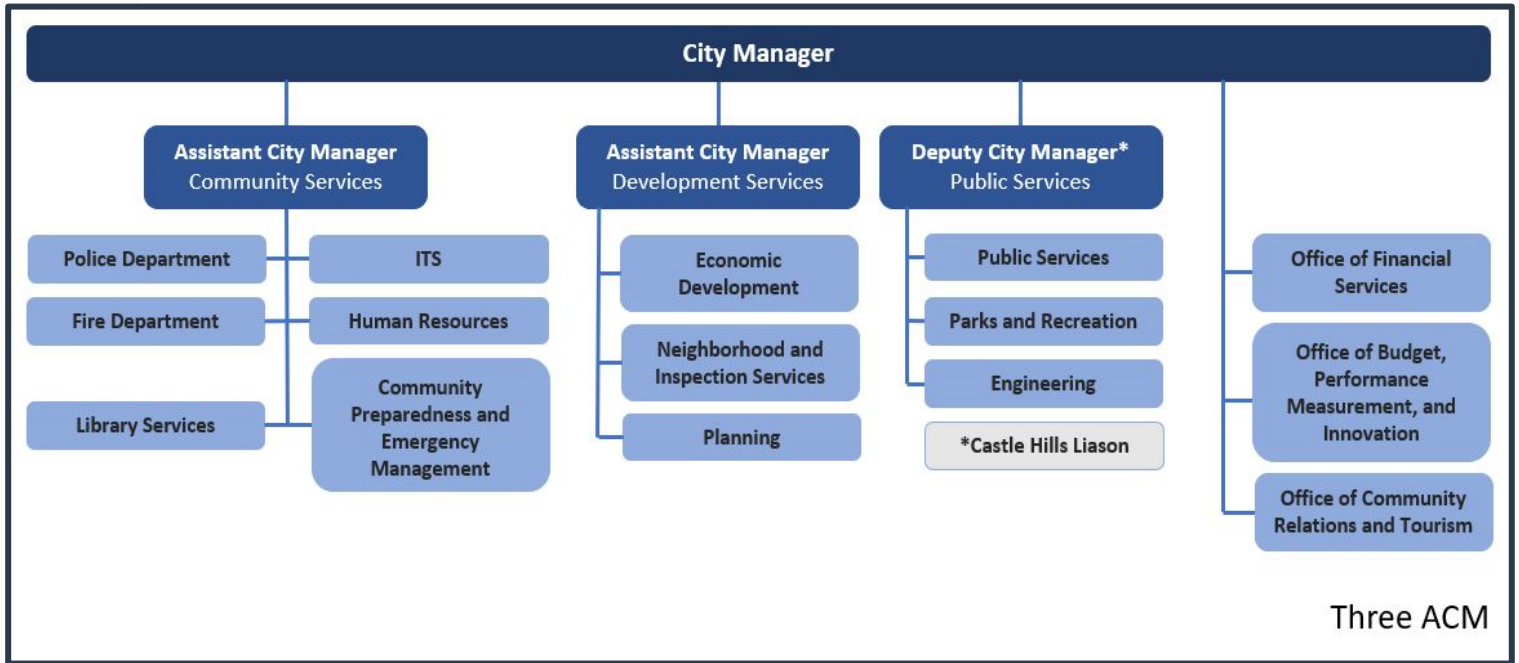 City Manager
Assistant City Manager
Community Services
Police Department
ITS
Fire Department
Human Resources
Library Services
Community
Preparedness and
Emergency
Management
Assistant City Manager
Development Services
Economic
Development
Neighborhood and
Inspection Services
Planning
Deputy City Manager*
Public Services
Public Services
Parks and Recreation
Engineering
*Castle Hills Liason
Office of Financial
Services
Office of Budget,
Performance
Measurement, and
Innovation
Office of Community
Relations and Tourism
Three ACM